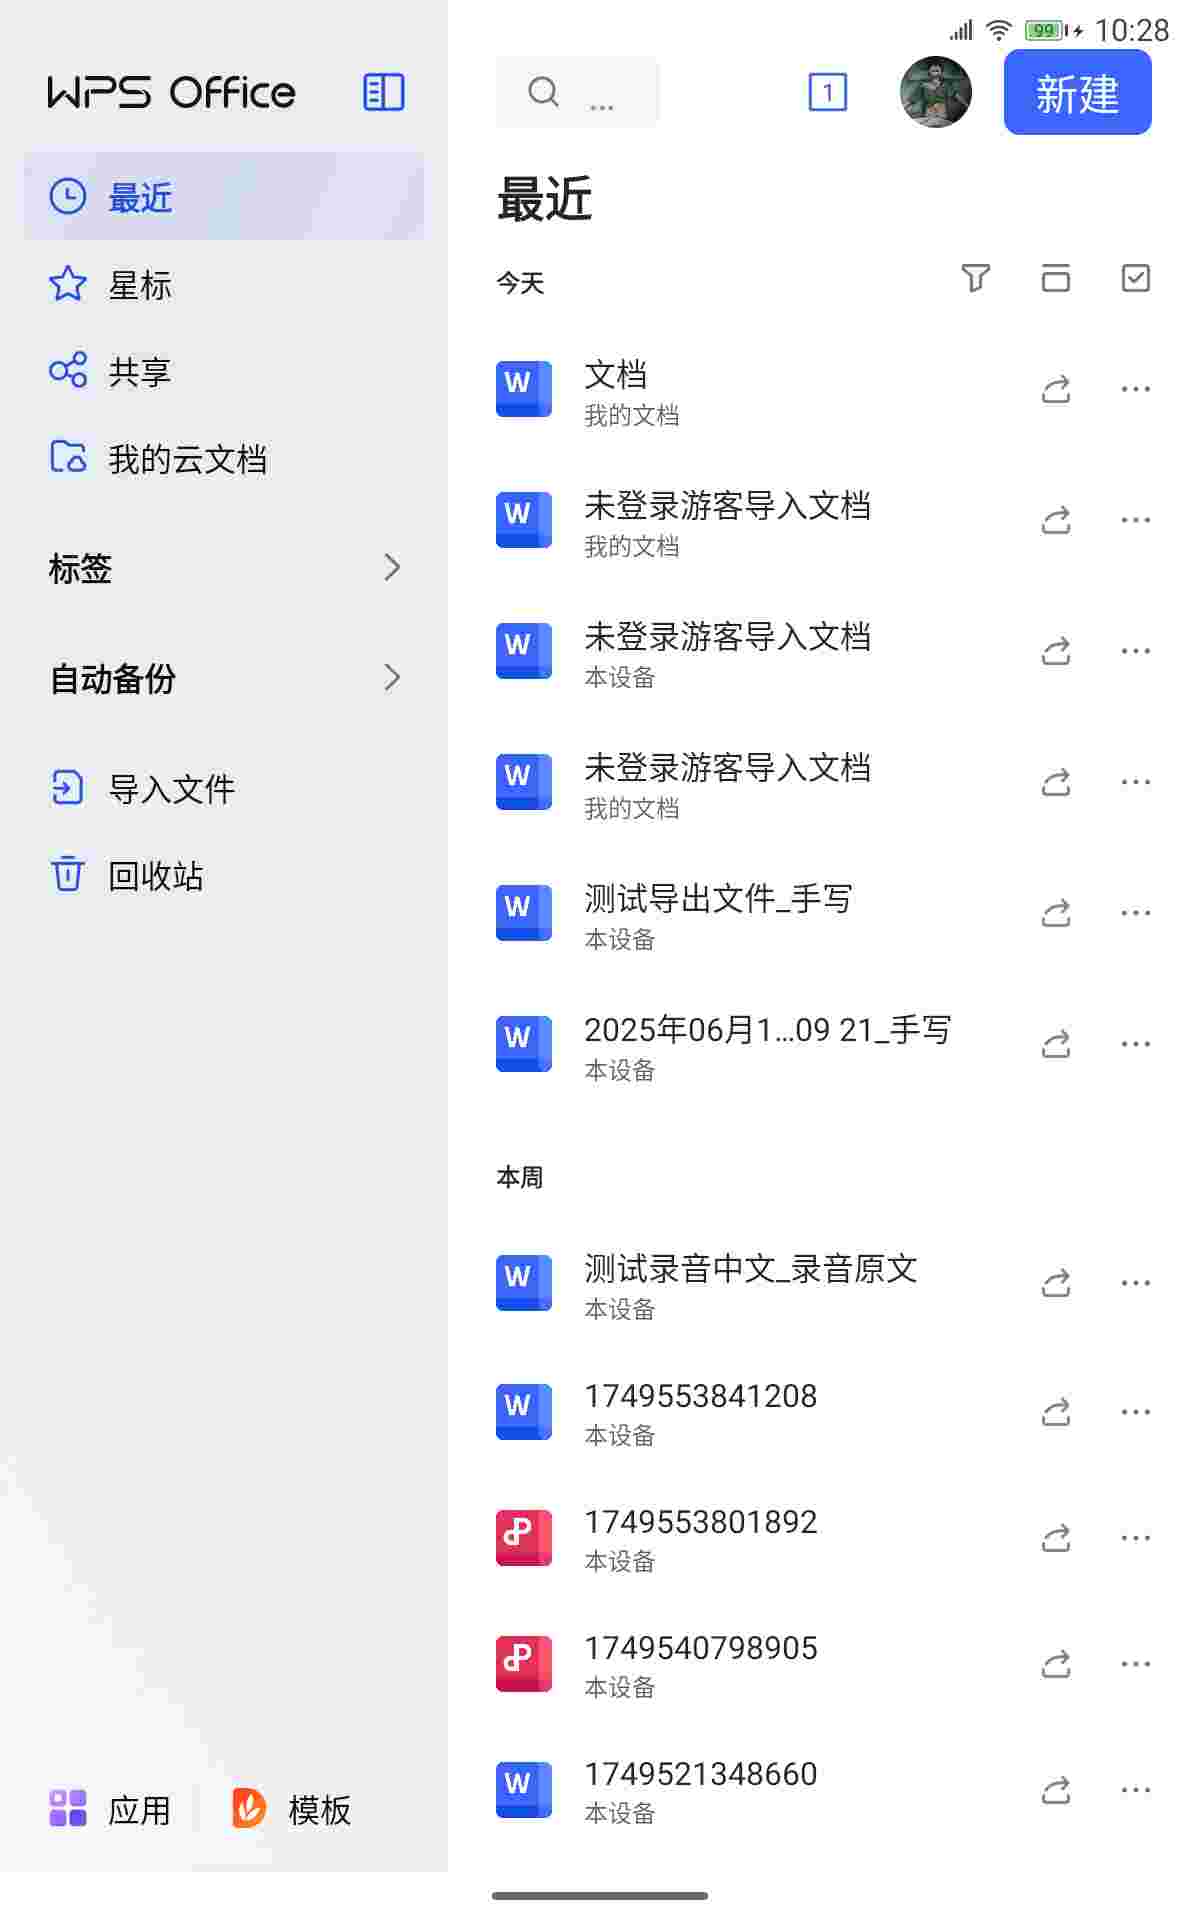 99 10:28
WPS Office
... 1 新建
最近
星标
共享
我的云文档
标签
自动备份
导入文件
回收站
应用
模板
最近
今天
文档
我的文档
未登录游客导入文档
我的文档
未登录游客导入文档
本设备
未登录游客导入文档
我的文档
测试导出文件_手写
本设备
2025年06月1...09 21_手写
本设备
本周
测试录音中文_录音原文
本设备
1749553841208
本设备
1749553801892
本设备
1749540798905
本设备
1749521348660
本设备